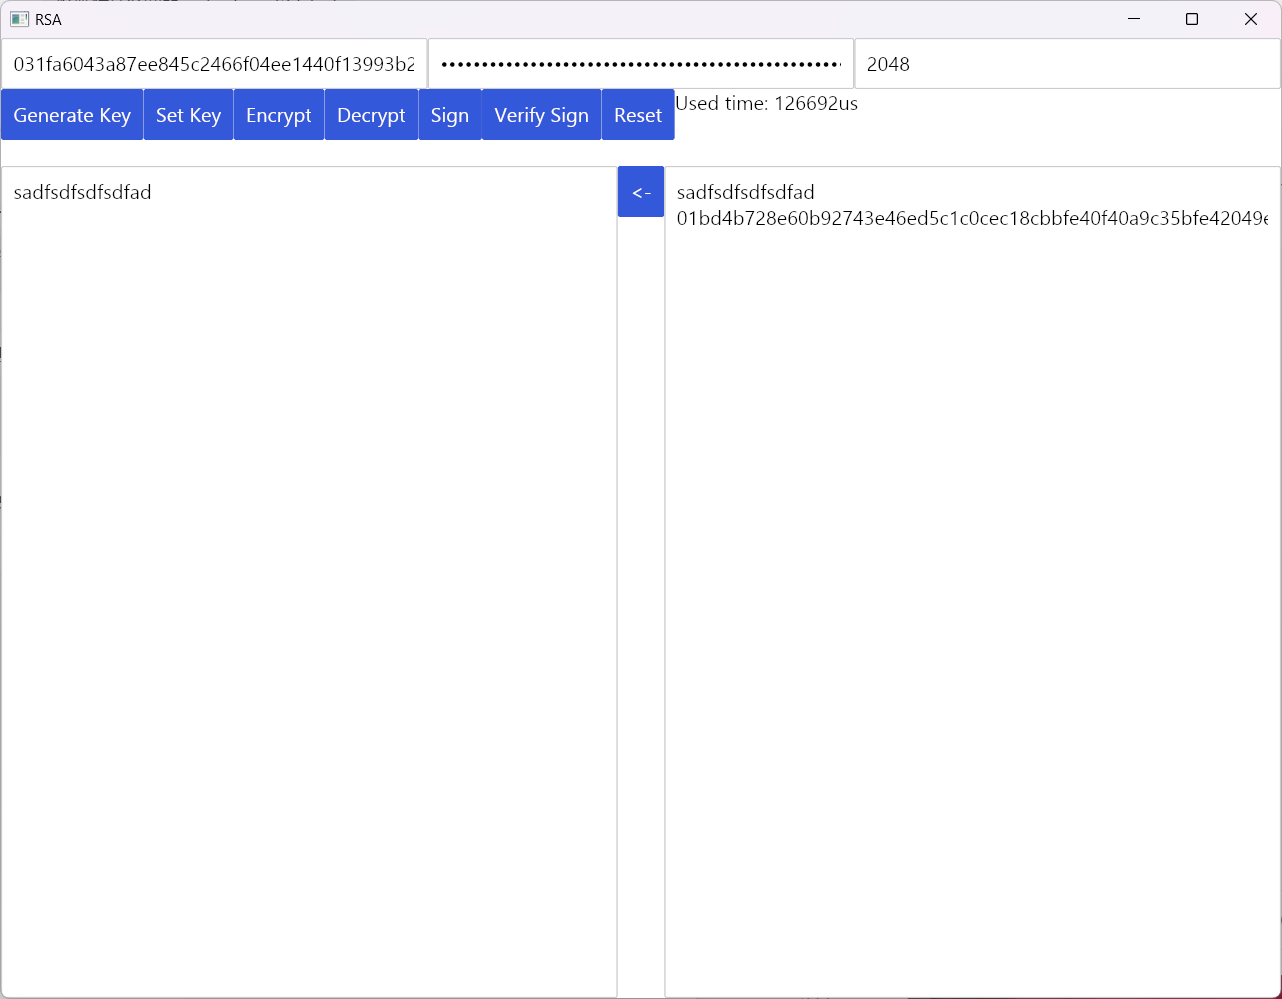 RSA
031fa6043a87ee845c2466f04ee1440f13993b2
2048
Generate Key
Set Key
Encrypt
Decrypt
Sign
Verify Sign
Reset
Used time: 126692us
sadfsdfsdfsdfad
<-
sadfsdfsdfsdfad
01bd4b728e60b92743e46ed5c1c0cec18cbbfe40f40a9c35bfe42049e